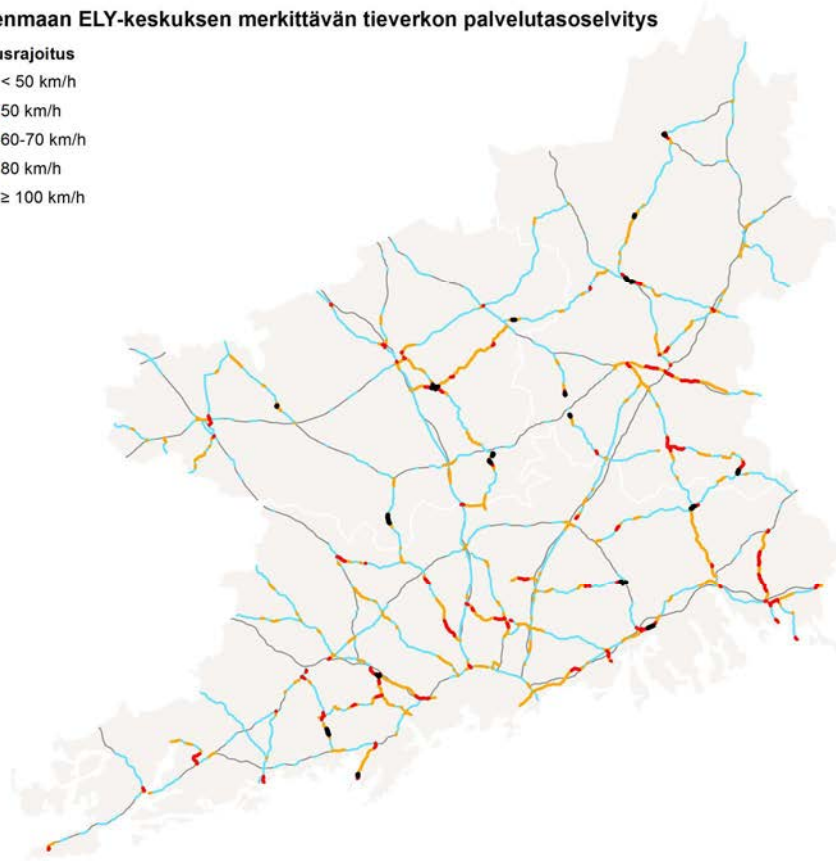 enmaan ELY-keskuksen merkittävän tieverkon palvelutasoselvitys
usrajoitus
< 50 km/h
50 km/h
60-70 km/h
80 km/h
≥ 100 km/h